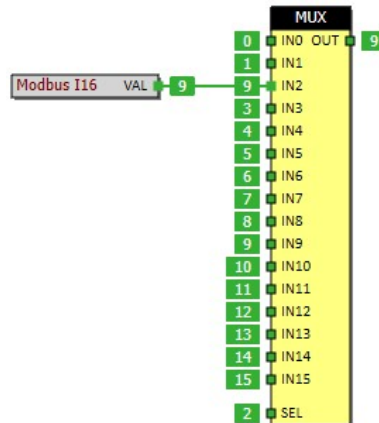 MUX
0 IN0 OUT 9
1 IN1
Modbus I16 VAL 9 9 IN2
3 IN3
4 IN4
5 IN5
6 IN6
7 IN7
8 IN8
9 IN9
10 IN10
11 IN11
12 IN12
13 IN13
14 IN14
15 IN15
2 SEL